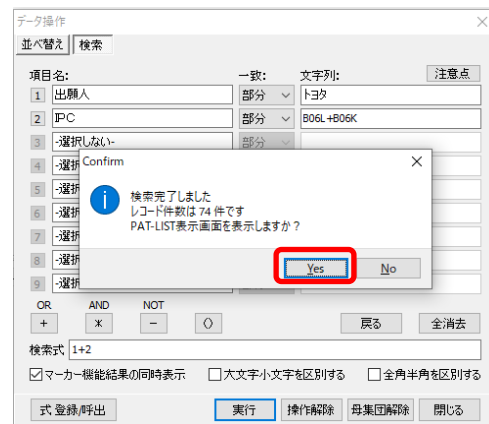 データ操作
並べ替え 検索
項目名: 一致: 文字列: 注意点
1 出願人 部分 トヨタ
2 IPC 部分 B06L+B06K
3 -選択しない- 部分
4 -選択
Confirm
5 -選択
6 -選択
7 -選択
8 -選択
9 -選択
検索完了しました
レコード件数は 74 件です
PAT-LIST表示画面を表示しますか?
Yes No
OR AND NOT
+ * - () 戻る 全消去
検索式 1+2
マーカー機能結果の同時表示 大文字小文字を区別する 全角半角を区別する
式 登録/呼出 実行 操作解除 母集団解除 閉じる